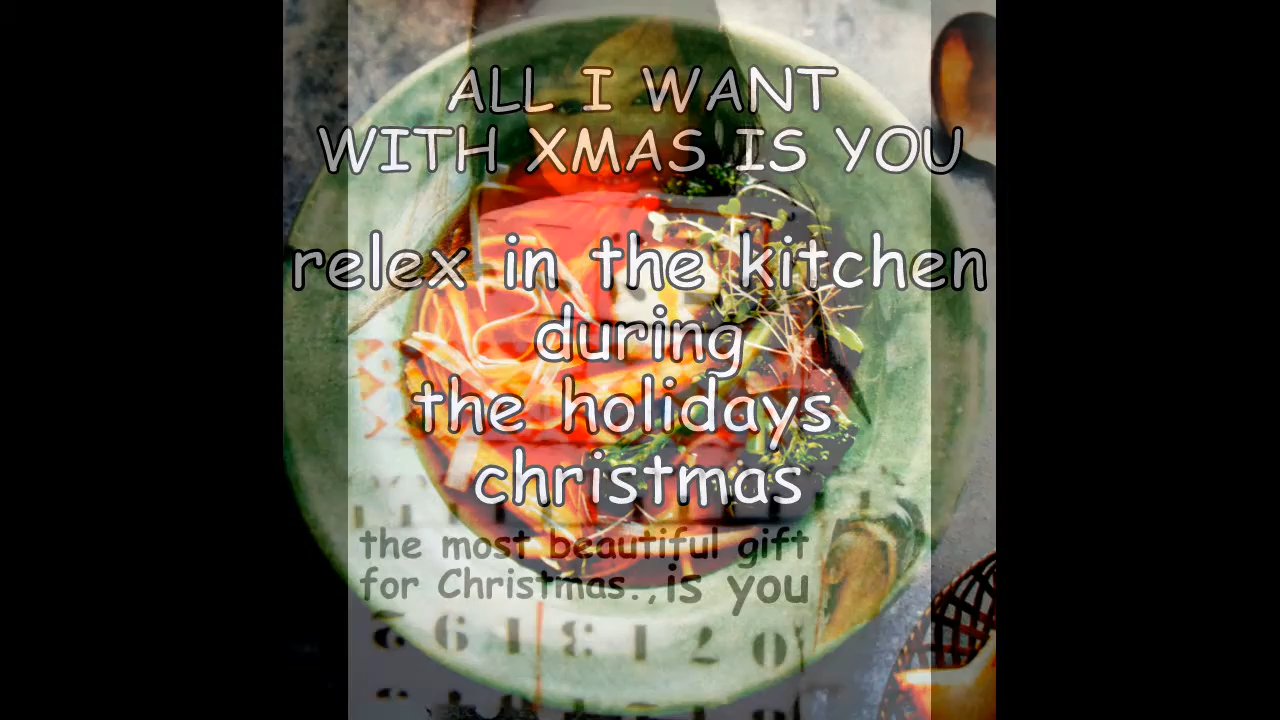 ALL I WANT
WITH XMAS IS YOU
relex in the kitchen
during
the holidays
christmas
the most beautiful gift
for Christmas.,is you